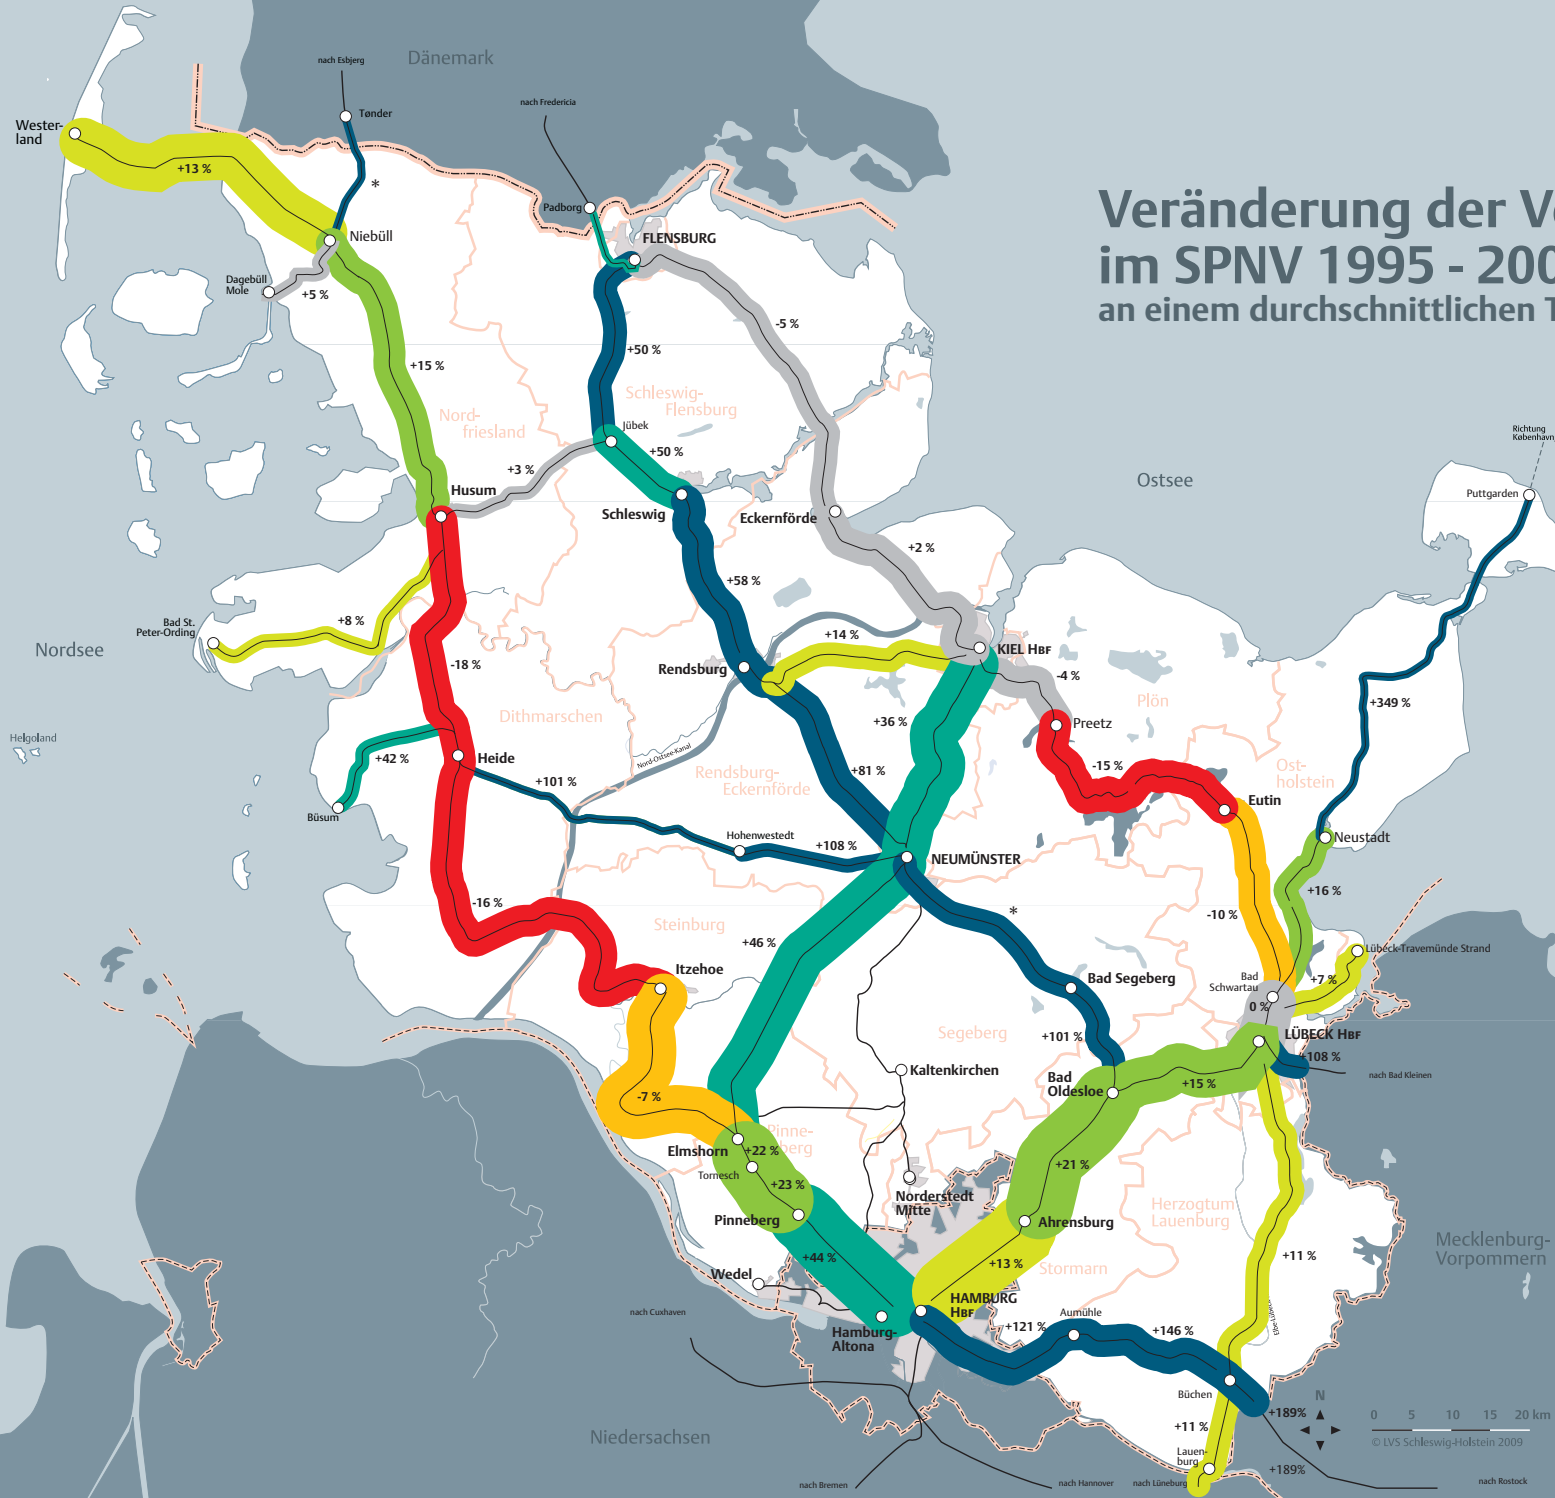 nach Esbjerg
Dänemark
nach Fredericia
Tønder
Wester-
land
+13 %
*
Padborg
Niebüll
FLENSBURG
Veränderung der
im SPNV 1995 -
an einem durchschnittlichen
Dagebüll
Mole
+5 %
-5 %
+50 %
+15 %
Schleswig-
Flensburg
Nord-
friesland
Jübek
Richtung
København
+50 %
+3 %
Husum
Ostsee
Puttgarden
Schleswig
Eckernförde
+2 %
+58 %
Bad St.
Peter-Ording
+8 %
+14 %
Nordsee
KIEL HBF
Rendsburg
-18 %
-4 %
Plön
+349 %
Dithmarschen
+36 %
Preetz
Helgoland
Nord-Ostsee-Kanal
Heide
+42 %
+101 %
Rendsburg-
Eckernförde
+81 %
-15 %
Ost-
holstein
Eutin
Büsum
Hohenwestedt
+108 %
Neustadt
NEUMÜNSTER
+16 %
-16 %
*
-10 %
Steinburg
+46 %
Lübeck-Travemünde Strand
Itzehoe
Bad Segeberg
Bad
Schwartau
+7 %
0 %
Segeberg
+101 %
LÜBECK HBF
+108 %
nach Bad Kleinen
Kaltenkirchen
Bad
Oldesloe
+15 %
-7 %
Pinne-
berg
Elmshorn
+22 %
Tornesch
+21 %
+23 %
Norderstedt
Mitte
Herzogtum
Lauenburg
Pinneberg
Ahrensburg
Mecklenburg-
Vorpommern
+44 %
+13 %
Stormarn
+11 %
Wedel
HAMBURG
HBF
nach Cuxhaven
Aumühle
+121 %
+146 %
Hamburg-
Altona
Büchen
N
0 5 10 15 20 km
+189%
© LVS Schleswig-Holstein 2009
+11 %
Niedersachsen
Lauen-
burg
+189%
nach Bremen
nach Hannover
nach Lüneburg
nach Rostock